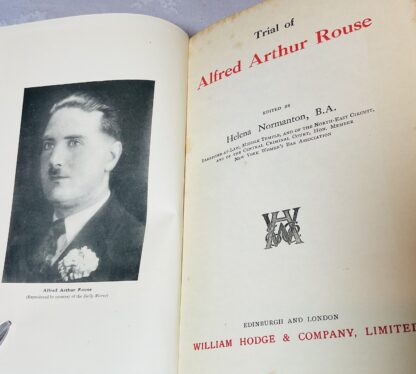 Alfred Arthur Rouse
(Reproduced by courtesy of the Daily Mirror)
Trial of
Alfred Arthur Rouse
EDITED BY
Helena Normanton, B.A.
BARRISTER-AT-LAW, MIDDLE TEMPLE, AND OF THE NORTH-EAST CIRCUIT,
AND OF THE CENTRAL CRIMINAL COURT; HON. MEMBER
NEW YORK WOMEN'S BAR ASSOCIATION
EDINBURGH AND LONDON
WILLIAM HODGE & COMPANY, LIMITED